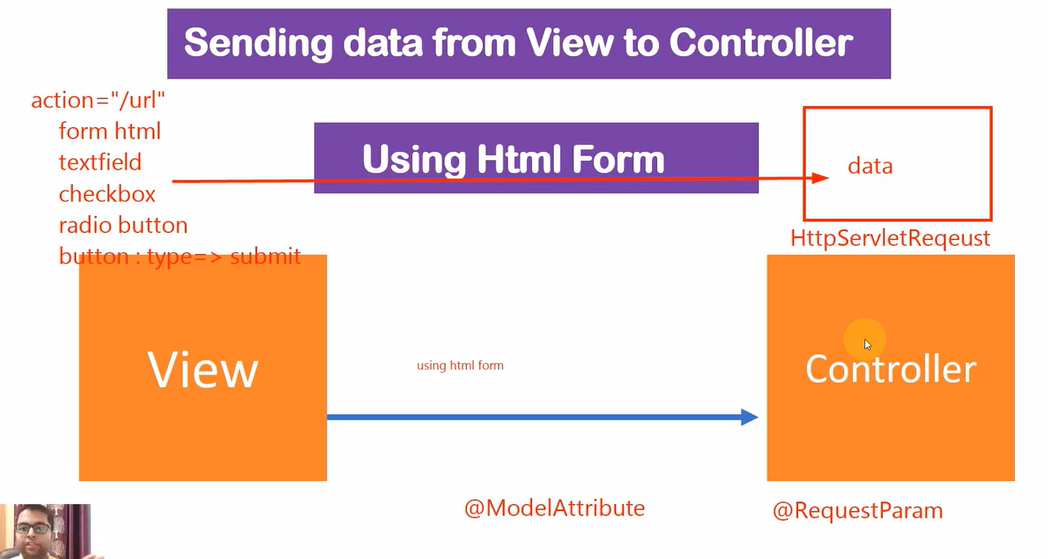 Sending data from View to Controller
action="/url"
form html
textfield
checkbox
radio button
button : type=> submit
Using Html Form
data
HttpServletReqeust
View
using html form
Controller
@ModelAttribute
@RequestParam